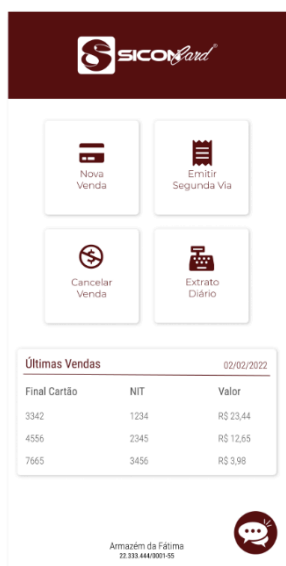 SICOMCard®
Nova
Venda
Emitir
Segunda Via
Cancelar
Venda
Extrato
Diário
Últimas Vendas 02/02/2022
Final Cartão NIT Valor
3342 1234 R$ 23,44
4556 2345 R$ 12,65
7665 3456 R$ 3,98
Armazém da Fátima
22.333.444/0001-55